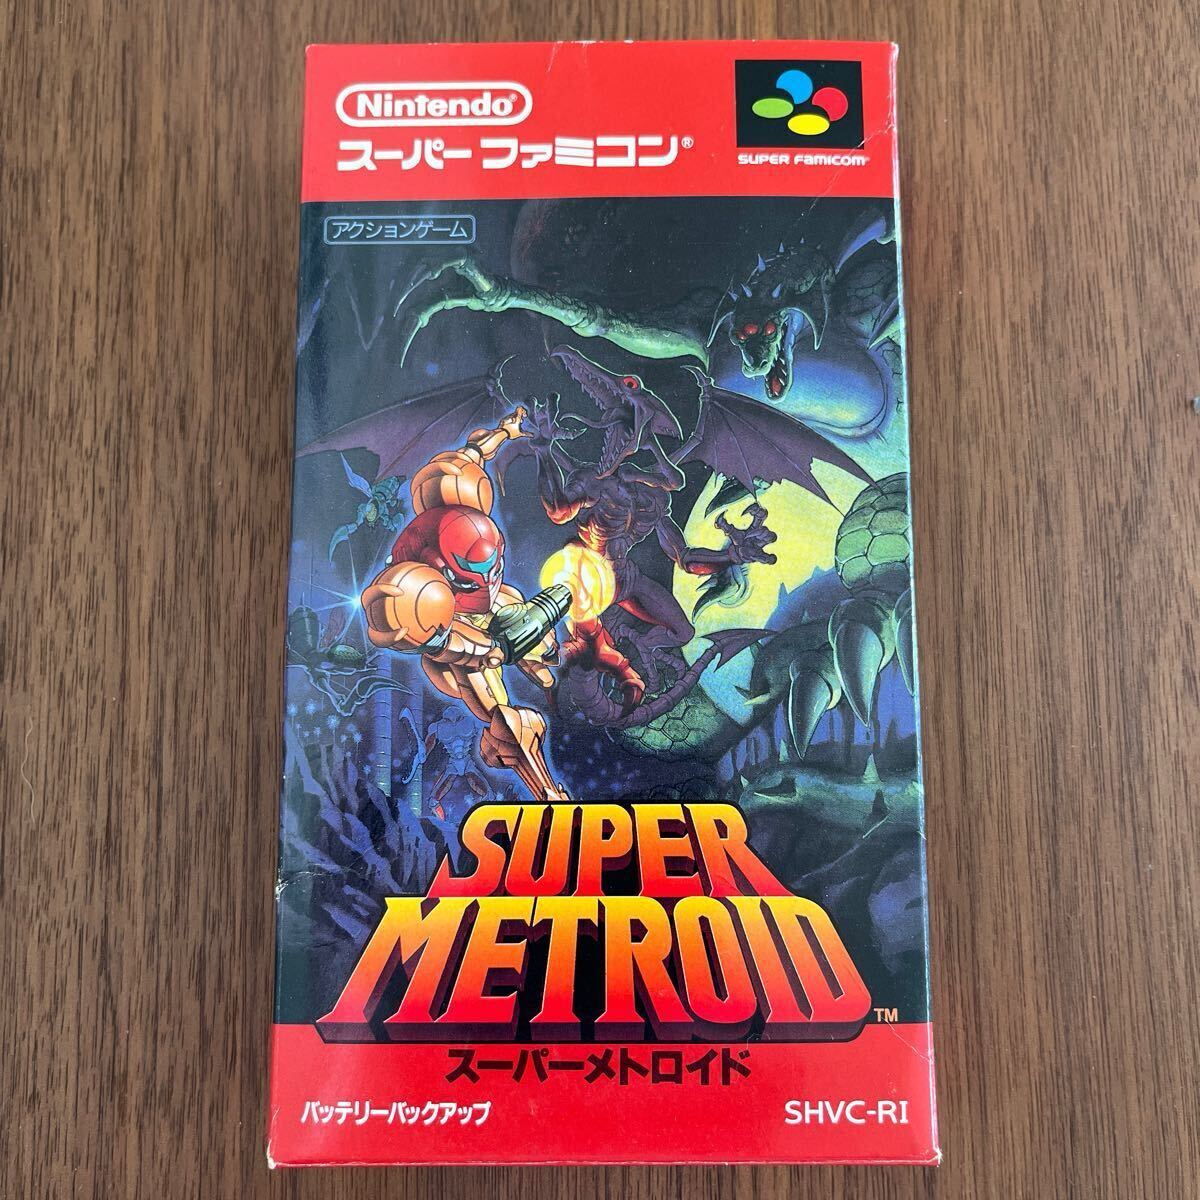 Nintendo®
スーパーファミコン®
SUPER FAMICOM
アクションゲーム
SUPER
METROID™
スーパーメトロイド
バッテリーバックアップ
SHVC-RI